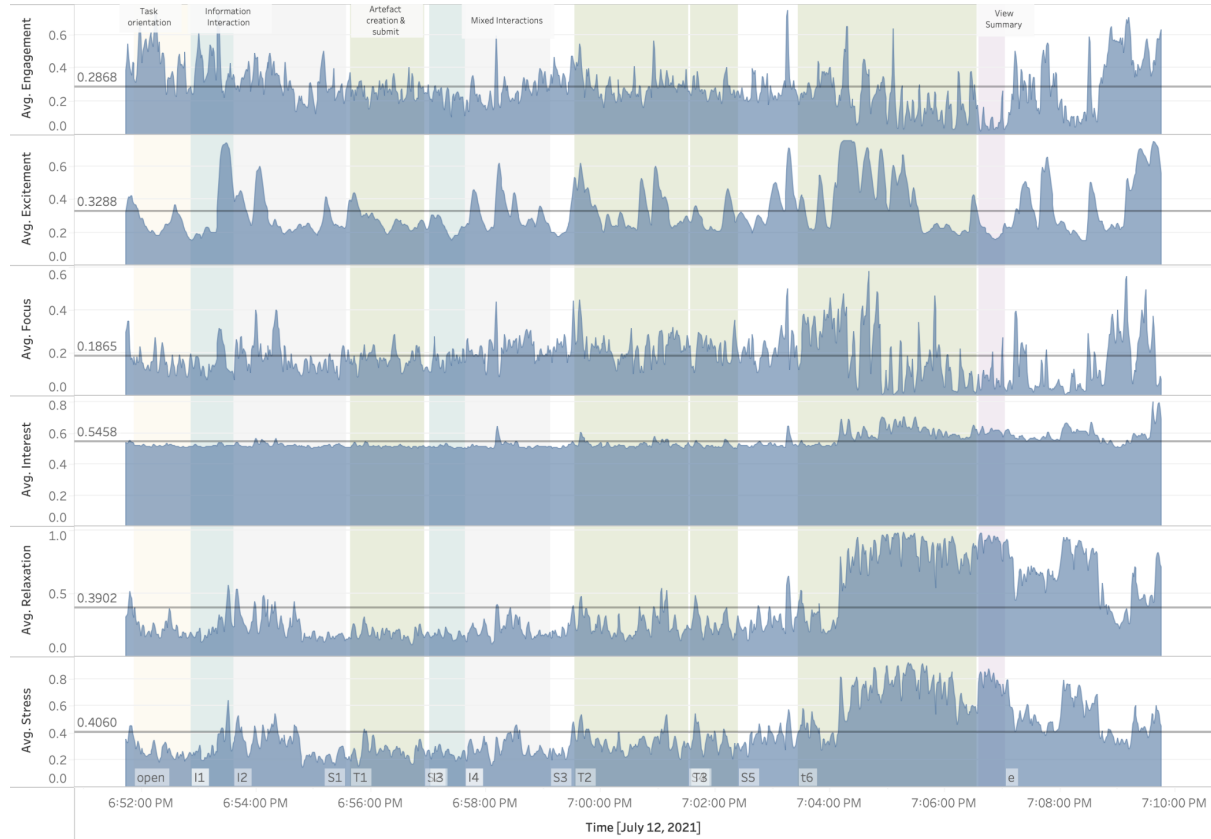 Task
orientation
Information
Interaction
Artefact
creation &
submit
Mixed Interactions
View
Summary
Avg. Engagement
0.6
0.4
0.2868
0.2
0.0
Avg. Excitement
0.6
0.4
0.3288
0.2
0.0
Avg. Focus
0.6
0.4
0.1865
0.2
0.0
Avg. Interest
0.8
0.6
0.5458
0.4
0.2
0.0
Avg. Relaxation
1.0
0.5
0.3902
0.0
Avg. Stress
0.8
0.6
0.4060
0.4
0.2
0.0
open
I1
I2
S1
T1
I3
I4
S3
T2
T3
S5
t6
e
6:52:00 PM
6:54:00 PM
6:56:00 PM
6:58:00 PM
7:00:00 PM
7:02:00 PM
7:04:00 PM
7:06:00 PM
7:08:00 PM
7:10:00 PM
Time [July 12, 2021]